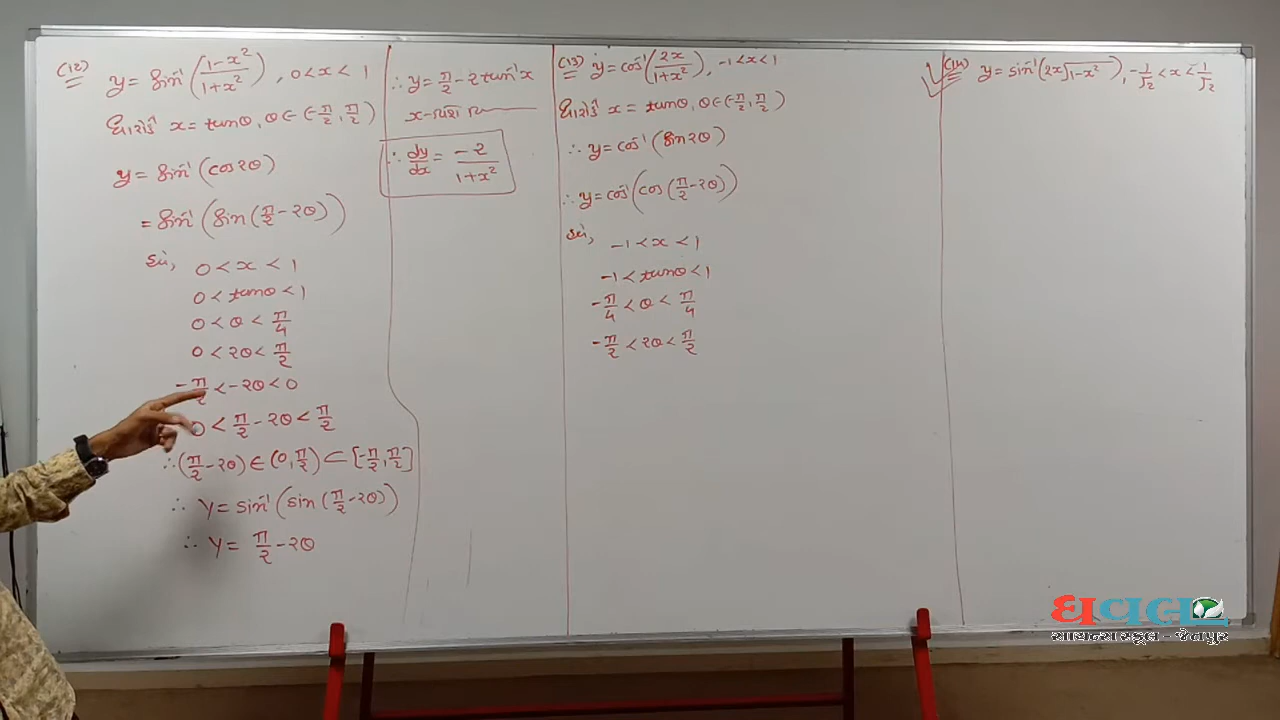 (12) y = sin⁻¹((1-x²)/(1+x²)), 0 < x < 1
ધારોકે x = tanθ, θ ∈ (-π/2, π/2)
y = sin⁻¹(cos2θ)
= sin⁻¹(sin(π/2 - 2θ))
હવે,
0 < x < 1
0 < tanθ < 1
0 < θ < π/4
0 < 2θ < π/2
-π/2 < -2θ < 0
0 < π/2 - 2θ < π/2
∴ (π/2 - 2θ) ∈ (0, π/2) ⊂ [-π/2, π/2]
∴ y = sin⁻¹(sin(π/2 - 2θ))
∴ y = π/2 - 2θ
∴ y = π/2 - 2tan⁻¹x
∴ dy/dx = -2/(1+x²)
(13) y = cos⁻¹(2x/(1+x²)), -1 < x < 1
ધારોકે x = tanθ, θ ∈ (-π/2, π/2)
∴ y = cos⁻¹(sin2θ)
∴ y = cos⁻¹(cos(π/2 - 2θ))
હવે, -1 < x < 1
-1 < tanθ < 1
-π/4 < θ < π/4
-π/2 < 2θ < π/2
(14) y = sin⁻¹(2x√(1-x²)), -1/√2 < x < 1/√2
ધવલ
સામાન્ય સ્કૂલ - જેતપુર